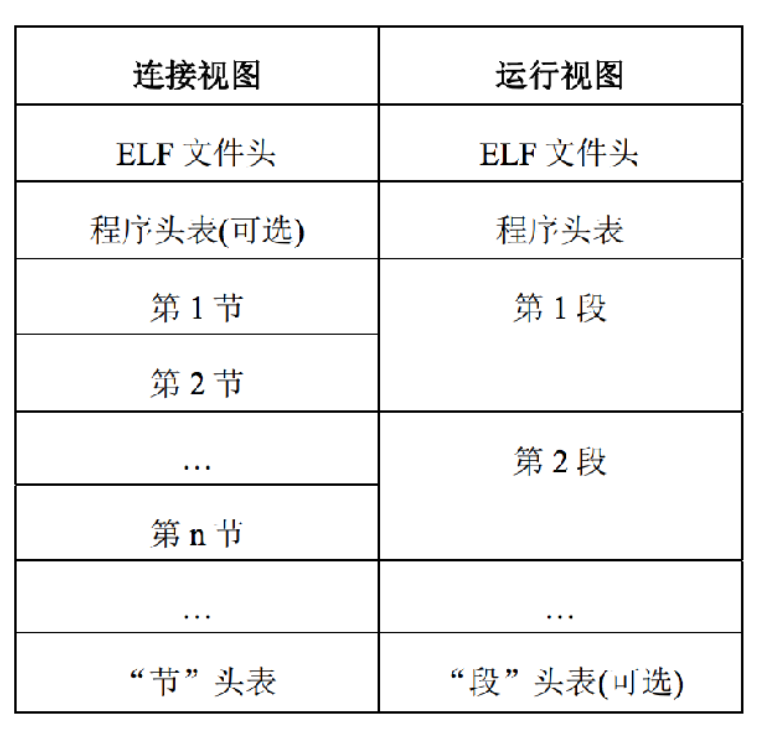 连接视图 运行视图
ELF 文件头 ELF 文件头
程序头表(可选) 程序头表
第 1 节 第 1 段
第 2 节
… 第 2 段
第 n 节
… …
“节”头表 “段”头表(可选)